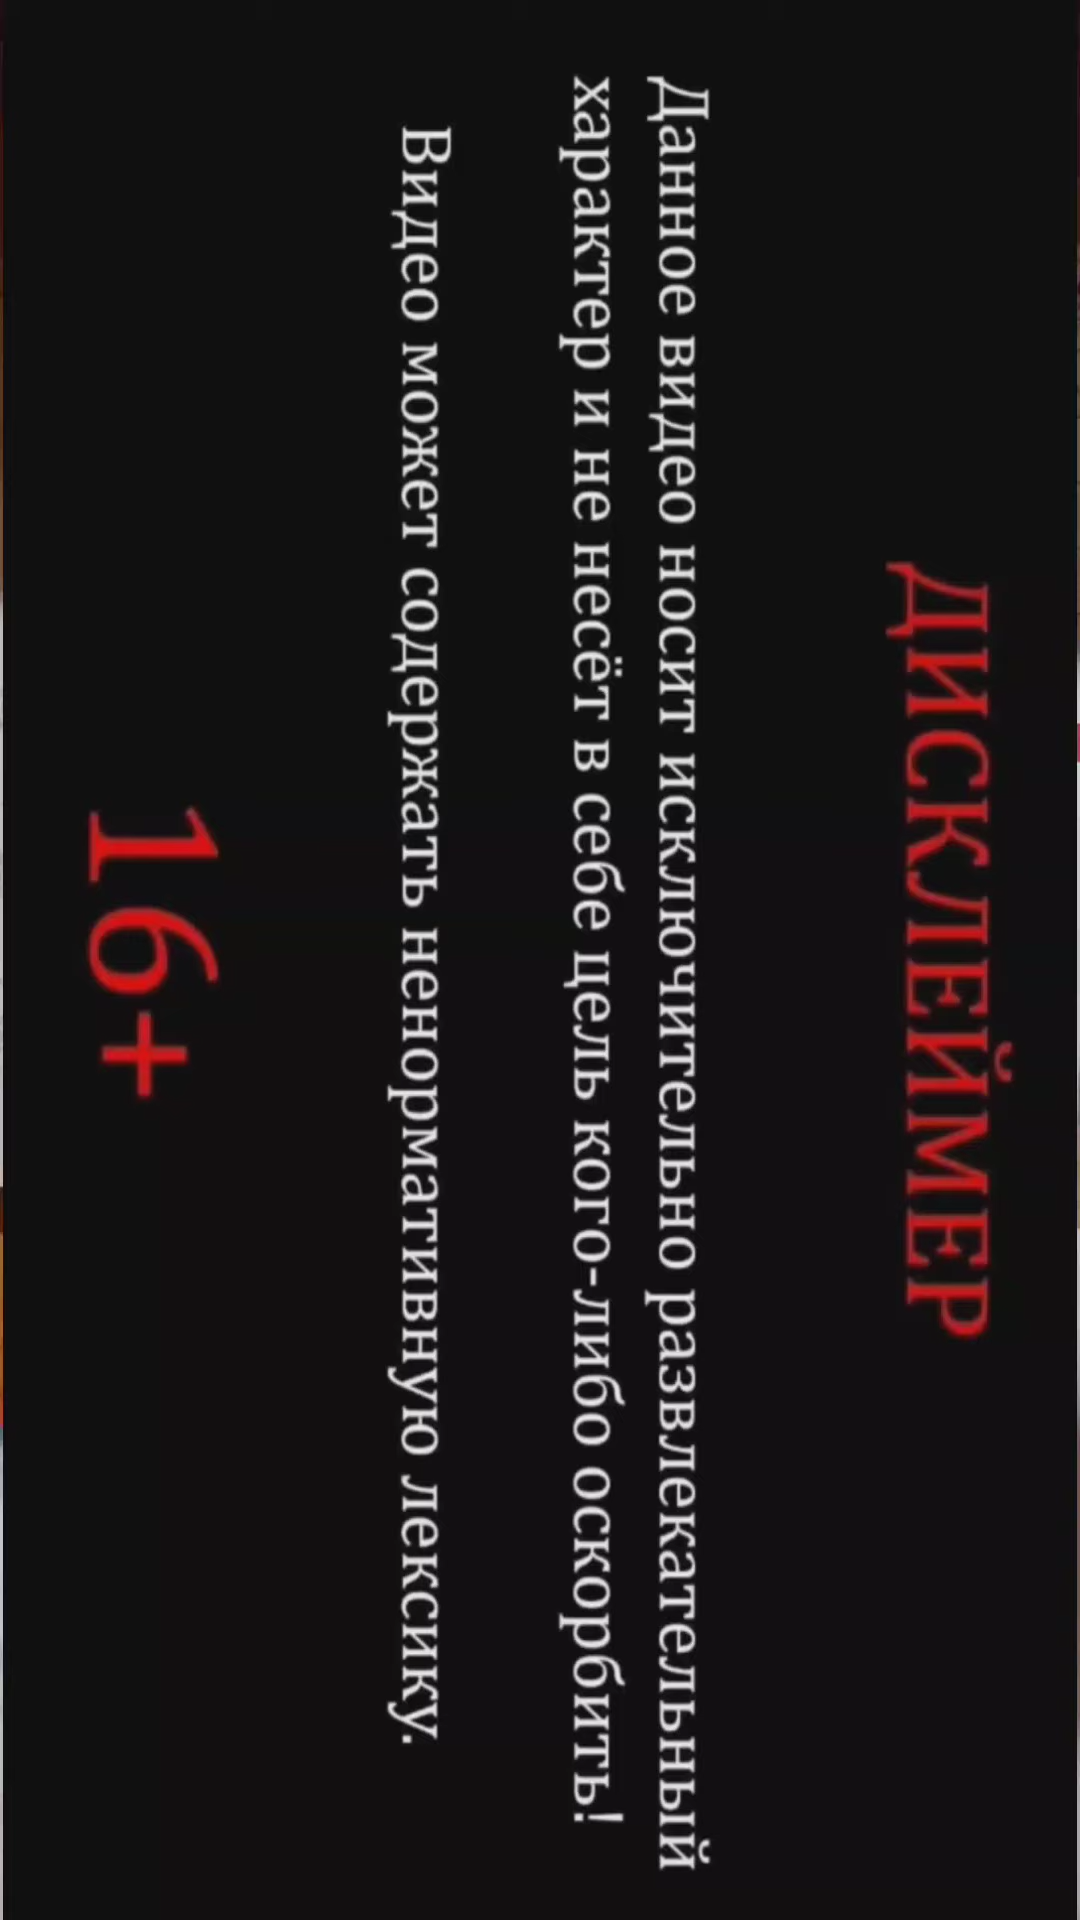 ДИСКЛЕЙМЕР
Данное видео носит исключительно развлекательный
характер и не несёт в себе цель кого-либо оскорбить!
Видео может содержать ненормативную лексику.
16+